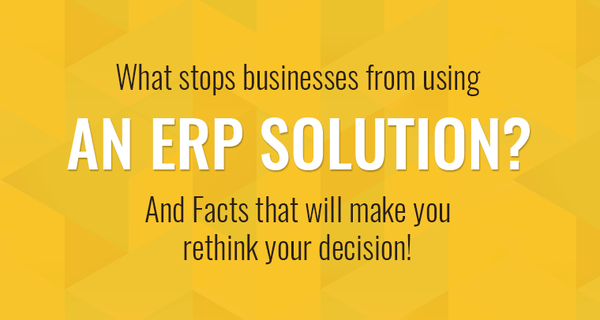 What stops businesses from using
AN ERP SOLUTION?
And Facts that will make you
rethink your decision!